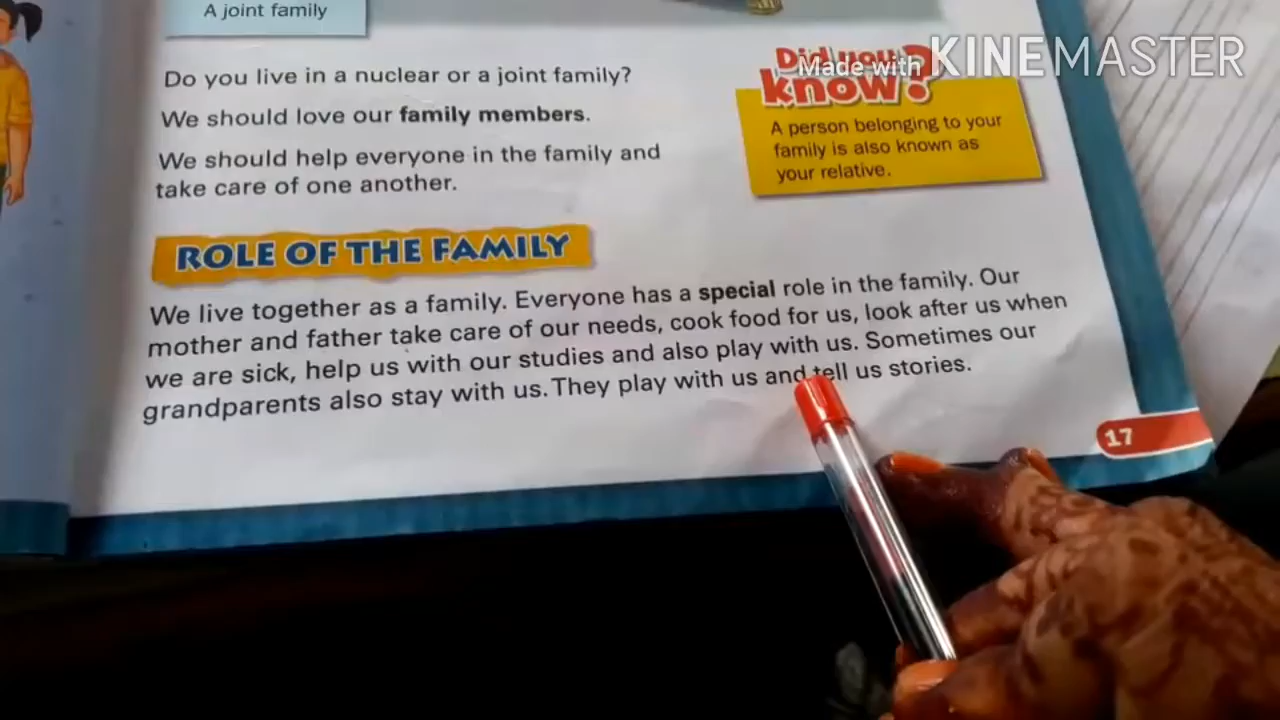 A joint family
Do you live in a nuclear or a joint family?
We should love our family members.
We should help everyone in the family and
take care of one another.
Did you
know?
A person belonging to your
family is also known as
your relative.
Made with KINEMASTER
ROLE OF THE FAMILY
We live together as a family. Everyone has a special role in the family. Our
mother and father take care of our needs, cook food for us, look after us when
we are sick, help us with our studies and also play with us. Sometimes our
grandparents also stay with us. They play with us and tell us stories.
17